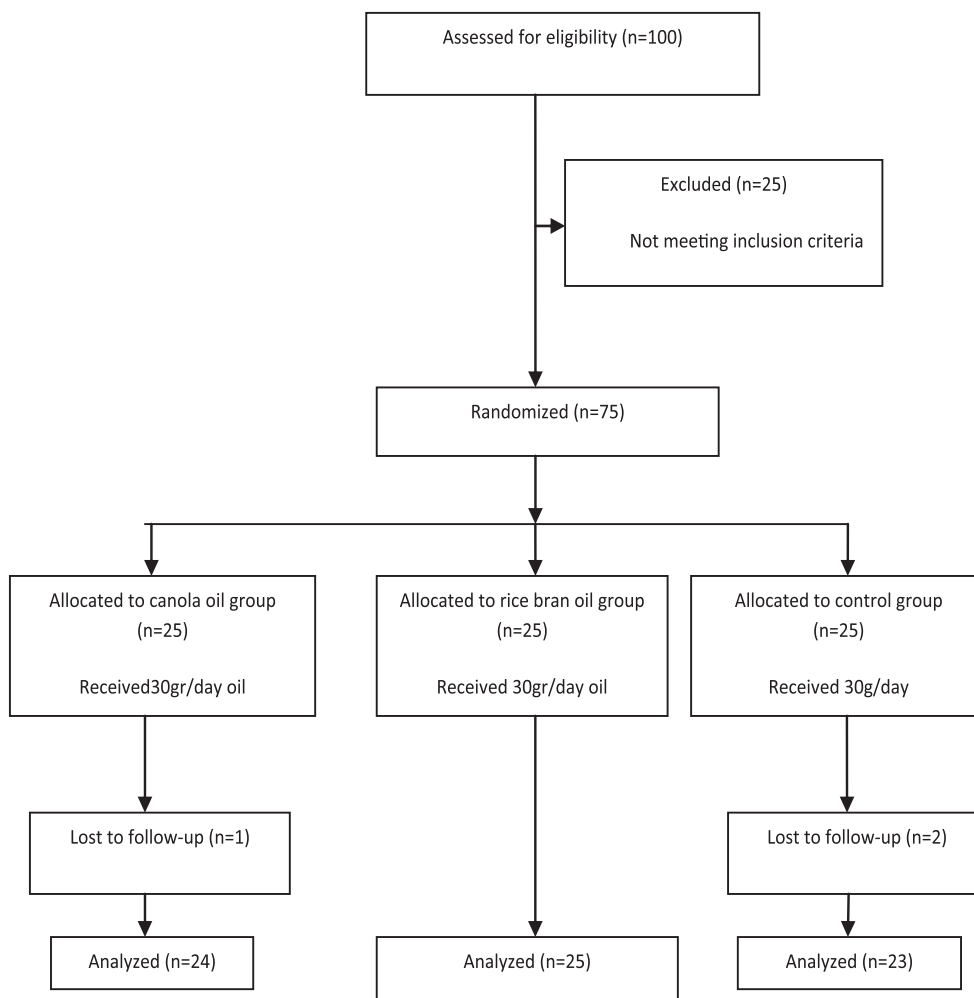 Assessed for eligibility (n=100)
Excluded (n=25)
Not meeting inclusion criteria
Randomized (n=75)
Allocated to canola oil group
(n=25)
Received30gr/day oil
Allocated to rice bran oil group
(n=25)
Received 30gr/day oil
Allocated to control group
(n=25)
Received 30g/day
Lost to follow-up (n=1)
Lost to follow-up (n=2)
Analyzed (n=24)
Analyzed (n=25)
Analyzed (n=23)